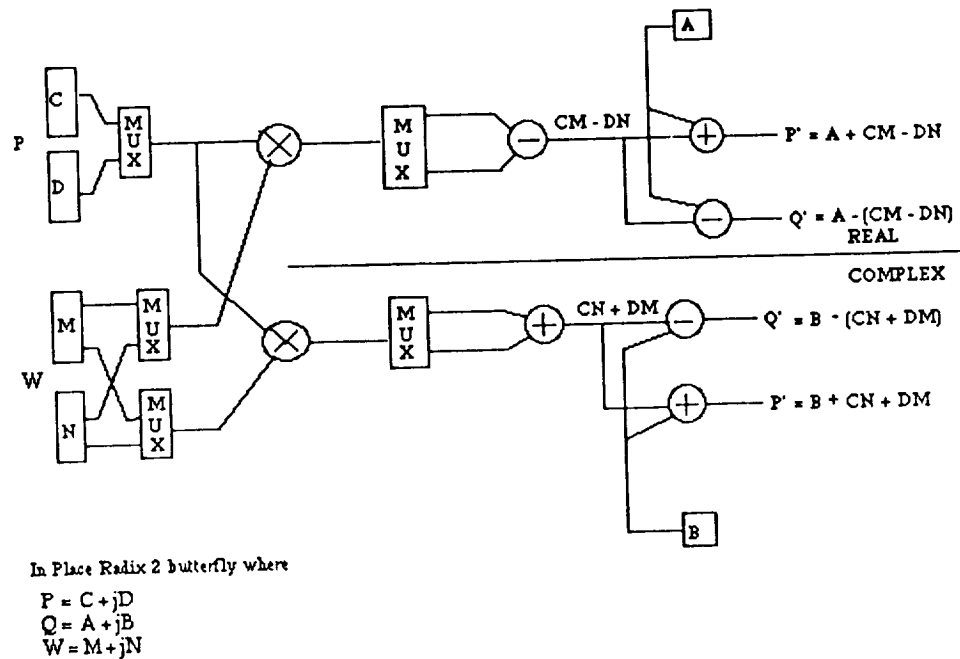 A
C
MUX
P
D
MUX
CM - DN
P' = A + CM - DN
Q' = A - (CM - DN)
REAL
COMPLEX
M
MUX
W
N
MUX
MUX
CN + DM
Q' = B - (CN + DM)
P' = B + CN + DM
B
In Place Radix 2 butterfly where
P = C + jD
Q = A + jB
W = M + jN